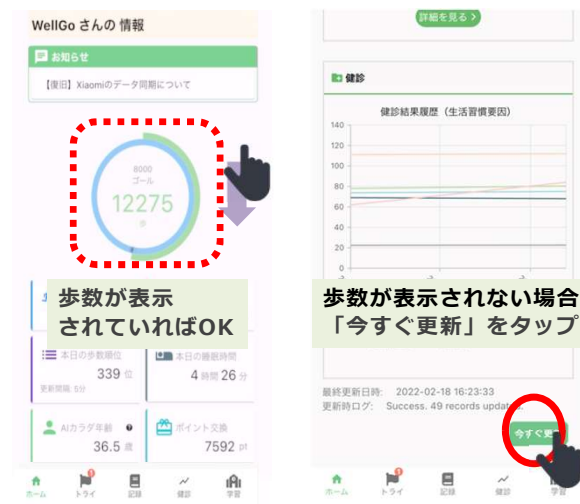 WellGo さんの 情報
お知らせ
【復旧】Xiaomiのデータ同期について
8000
ゴール
12275
歩数が表示
されていればOK
本日の歩数順位
339 位
更新間隔: 5分
本日の睡眠時間
4 時間 26 分
AIカラダ年齢
36.5 歳
ポイント交換
7592 pt
ホーム
トライ
記録
健診
学習
詳細を見る >
健診
健診結果履歴（生活習慣要因）
140
120
100
80
60
40
20
0
歩数が表示されない場合
「今すぐ更新」をタップ
最終更新日時: 2022-02-18 16:23:33
更新時ログ: Success. 49 records updated.
今すぐ更
ホーム
トライ
記録
健診
学習